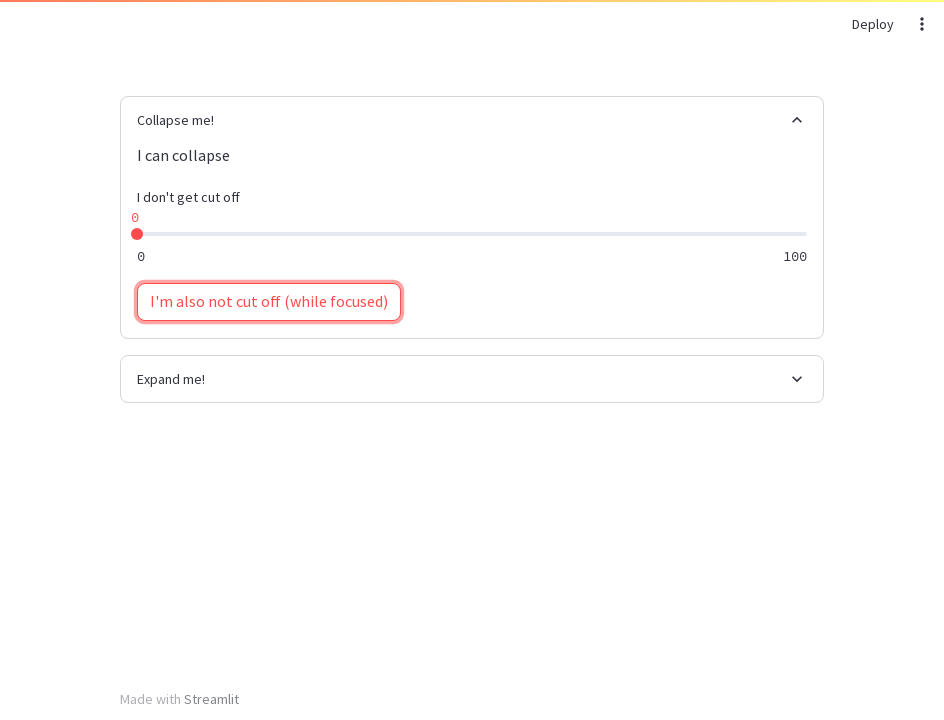 Deploy
Collapse me!
I can collapse
I don't get cut off
0
0 100
I'm also not cut off (while focused)
Expand me!
Made with Streamlit